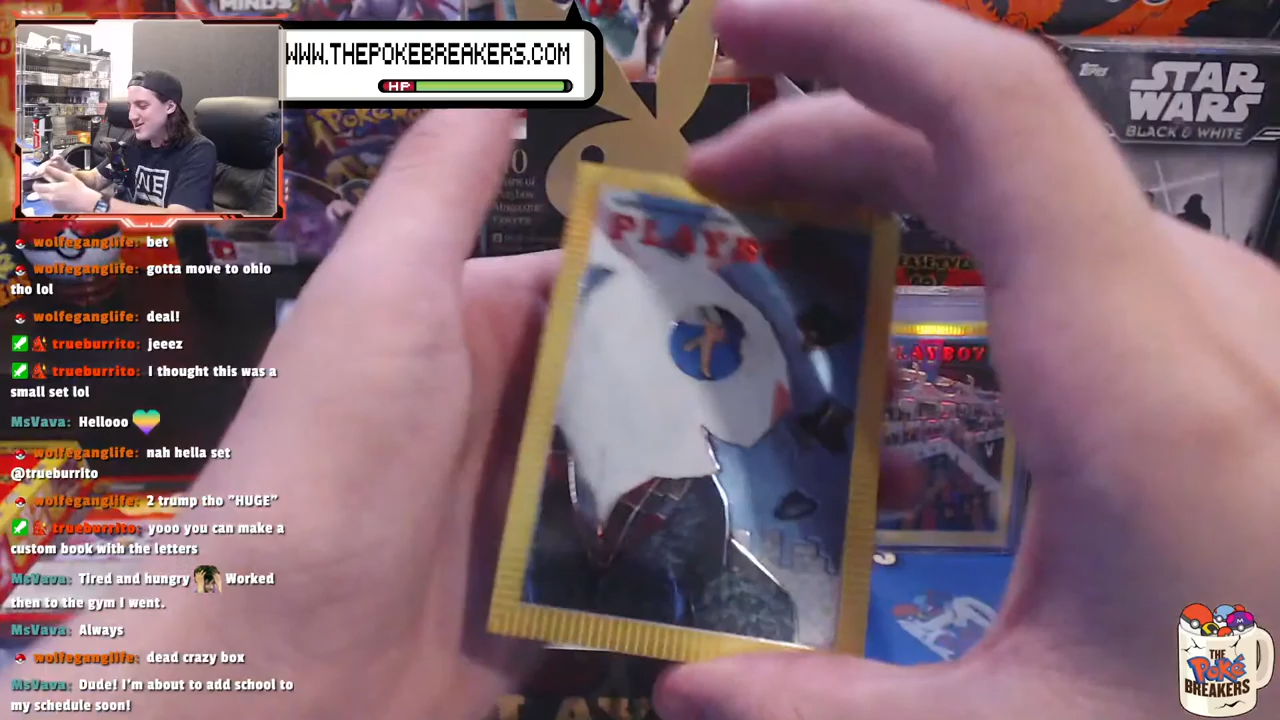 MINDS
WWW.THEPOKEBREAKERS.COM
HP
Topps
STAR
WARS
BLACK & WHITE
PLAYBO
PLAYBOY
wolfeganglife: bet
wolfeganglife: gotta move to ohio
tho lol
wolfeganglife: deal!
trueburrito: jeeez
trueburrito: I thought this was a
small set lol
MsVava: Hellooo
wolfeganglife: nah hella set
@trueburrito
wolfeganglife: 2 trump tho "HUGE"
trueburrito: yooo you can make a
custom book with the letters
MsVava: Tired and hungry Worked
then to the gym I went.
MsVava: Always
wolfeganglife: dead crazy box
MsVava: Dude! I'm about to add school to
my schedule soon!
THE
Poké
BREAKERS